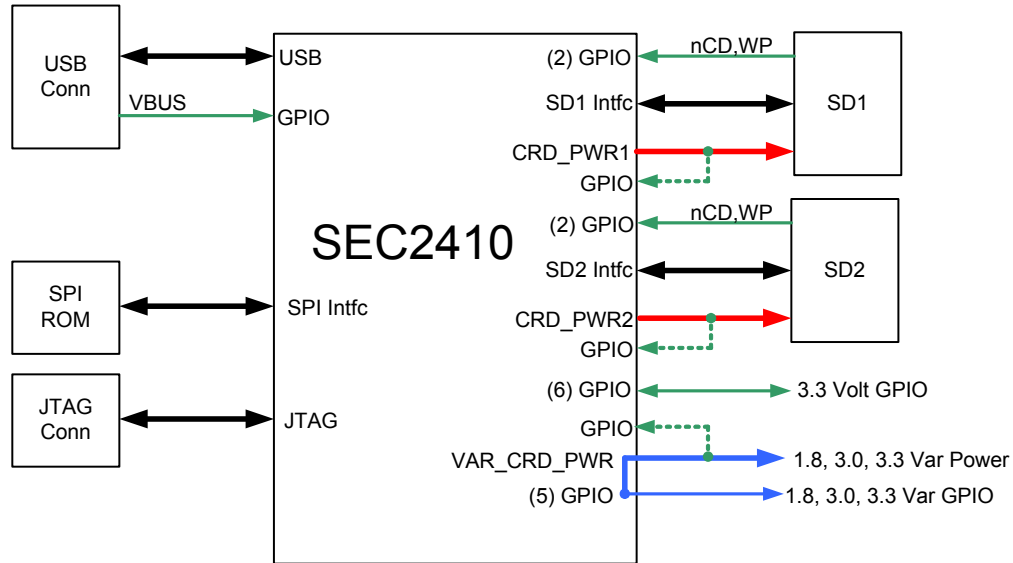 USB
Conn
VBUS
USB
GPIO
SPI
ROM
SPI Intfc
JTAG
Conn
JTAG
SEC2410
(2) GPIO
nCD,WP
SD1 Intfc
SD1
CRD_PWR1
GPIO
(2) GPIO
nCD,WP
SD2 Intfc
SD2
CRD_PWR2
GPIO
(6) GPIO
3.3 Volt GPIO
GPIO
VAR_CRD_PWR
1.8, 3.0, 3.3 Var Power
(5) GPIO
1.8, 3.0, 3.3 Var GPIO